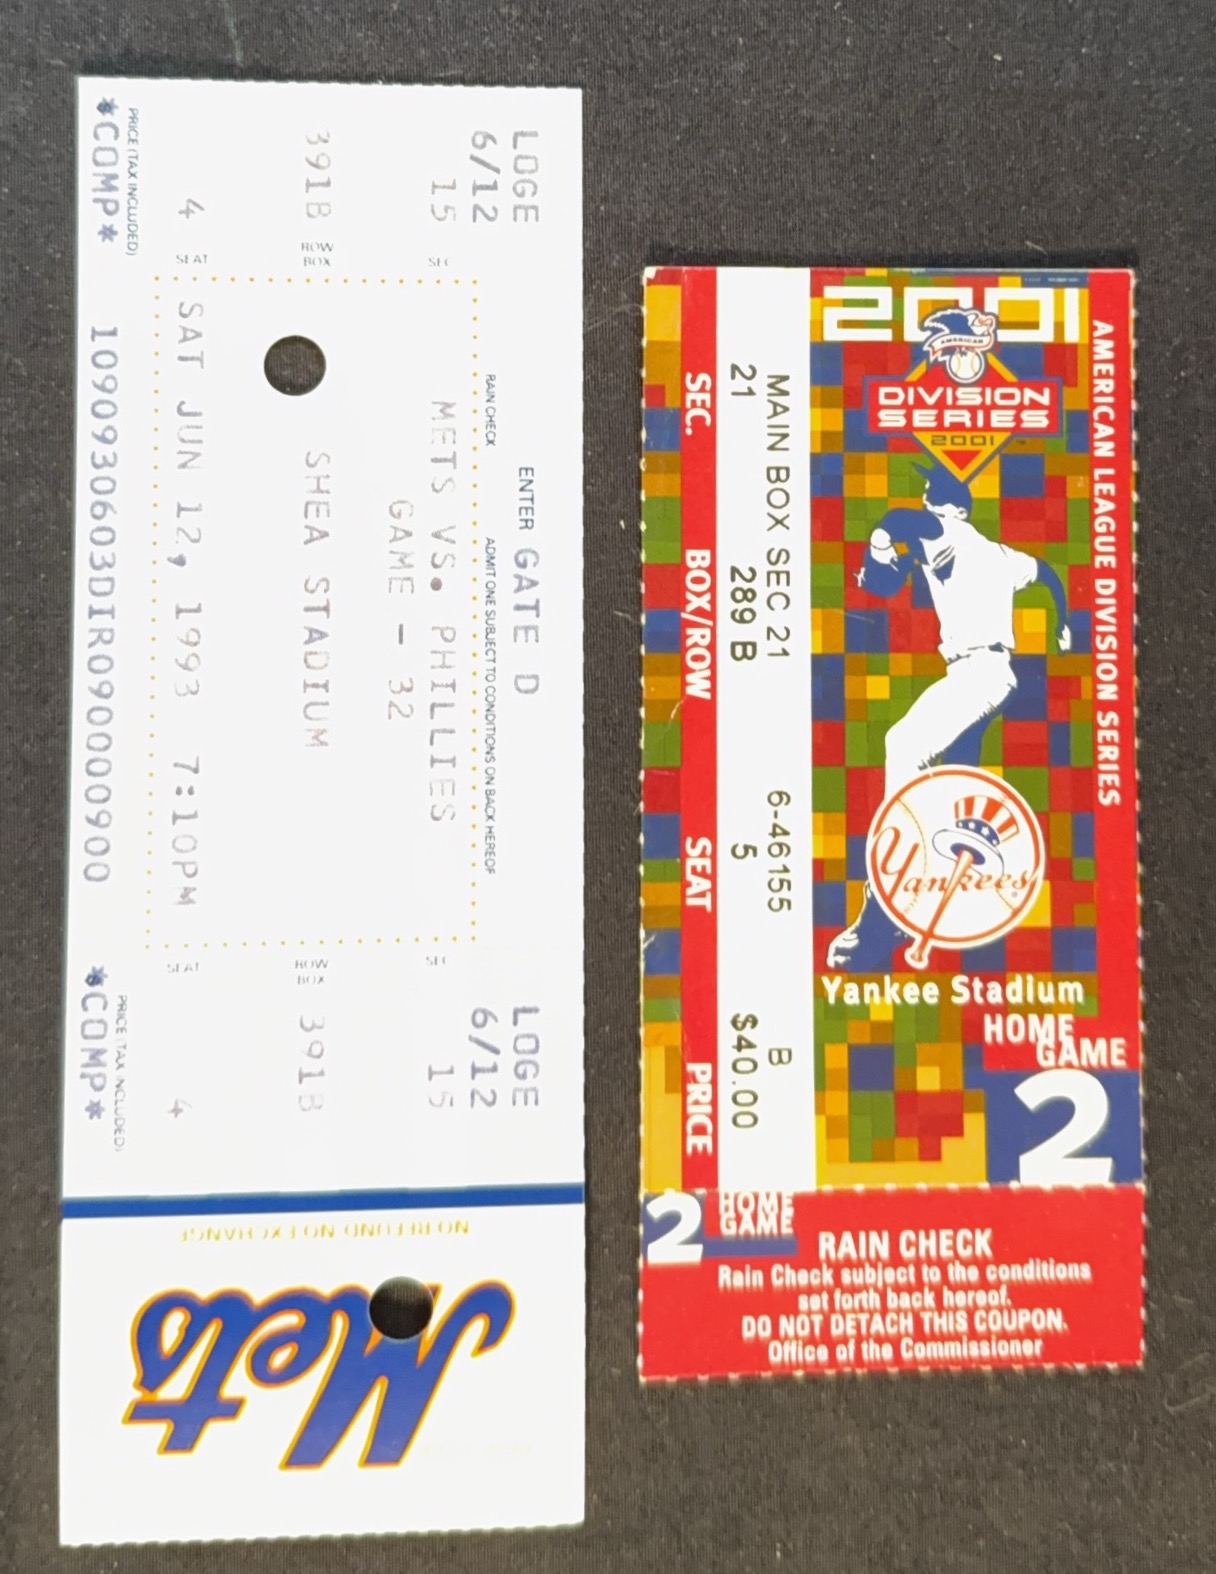 LOGE
6/12
15
SEC
391B
ROW
BOX
4
SEAT
PRICE (TAX INCLUDED)
*COMP*
ENTER GATE D
RAIN CHECK ADMIT ONE SUBJECT TO CONDITIONS ON BACK HEREOF
METS VS. PHILLIES
GAME - 32
SHEA STADIUM
SAT JUN 12, 1993 7:10PM
10909930603DIR0900000900
LOGE
6/12
SEC
15
ROW
BOX
391B
SEAT
4
PRICE (TAX INCLUDED)
*COMP*
NO REFUND NO EXCHANGE
Mets
AMERICAN LEAGUE DIVISION SERIES
2001
AMERICAN
DIVISION
SERIES
2001
Yankees
Yankee Stadium
HOME
GAME
2
MAIN BOX SEC 21 6-46155 B
21 289 B 5 $40.00
SEC. BOX/ROW SEAT PRICE
2 HOME
GAME
RAIN CHECK
Rain Check subject to the conditions
set forth back hereof.
DO NOT DETACH THIS COUPON.
Office of the Commissioner